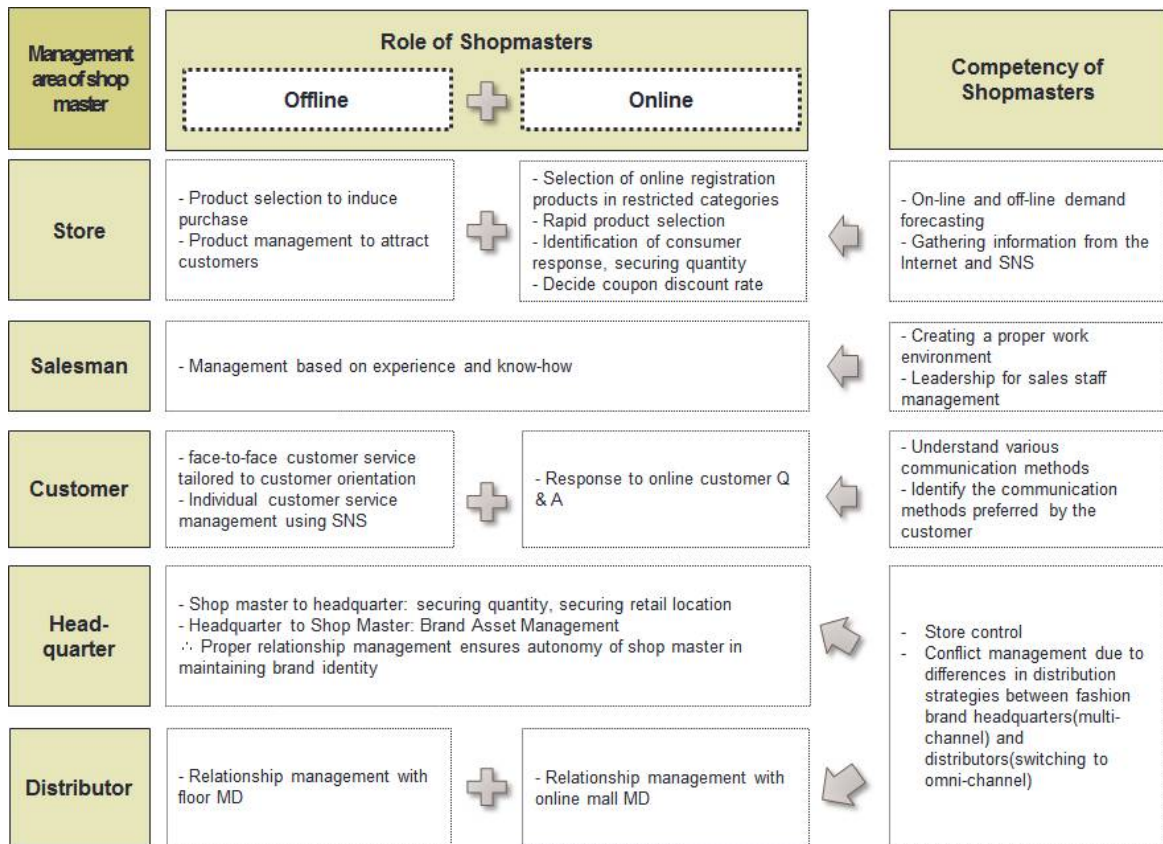 Management
area of shop
master
Role of Shopmasters
Offline
Online
Competency of
Shopmasters
Store
- Product selection to induce
purchase
- Product management to attract
customers
- Selection of online registration
products in restricted categories
- Rapid product selection
- Identification of consumer
response, securing quantity
- Decide coupon discount rate
- On-line and off-line demand
forecasting
- Gathering information from the
Internet and SNS
Salesman
- Management based on experience and know-how
- Creating a proper work
environment
- Leadership for sales staff
management
Customer
- face-to-face customer service
tailored to customer orientation
- Individual customer service
management using SNS
- Response to online customer Q
& A
- Understand various
communication methods
- Identify the communication
methods preferred by the
customer
Head-
quarter
- Shop master to headquarter: securing quantity, securing retail location
- Headquarter to Shop Master: Brand Asset Management
∴ Proper relationship management ensures autonomy of shop master in
maintaining brand identity
- Store control
- Conflict management due to
differences in distribution
strategies between fashion
brand headquarters(multi-
channel) and
distributors(switching to
omni-channel)
Distributor
- Relationship management with
floor MD
- Relationship management with
online mall MD